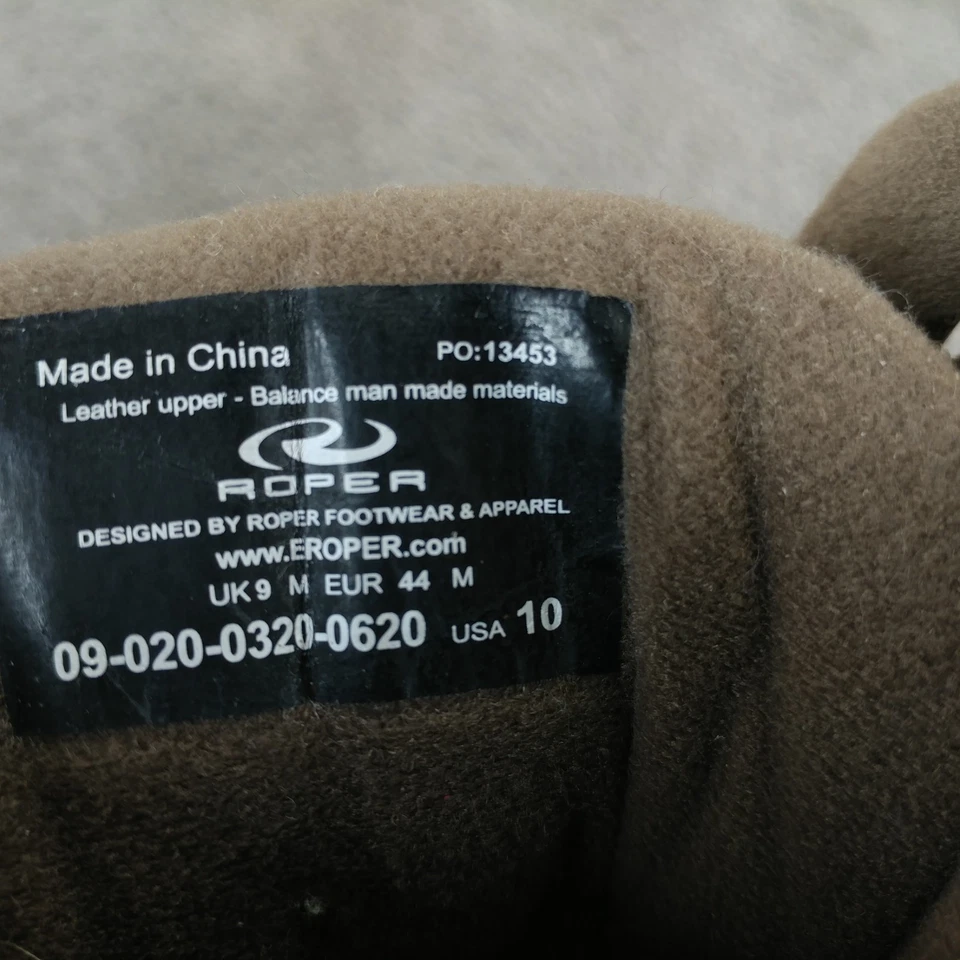 Made in China PO:13453
Leather upper - Balance man made materials
ROPER
DESIGNED BY ROPER FOOTWEAR & APPAREL
www.EROPER.com
UK 9 M EUR 44 M
09-020-0320-0620 USA 10